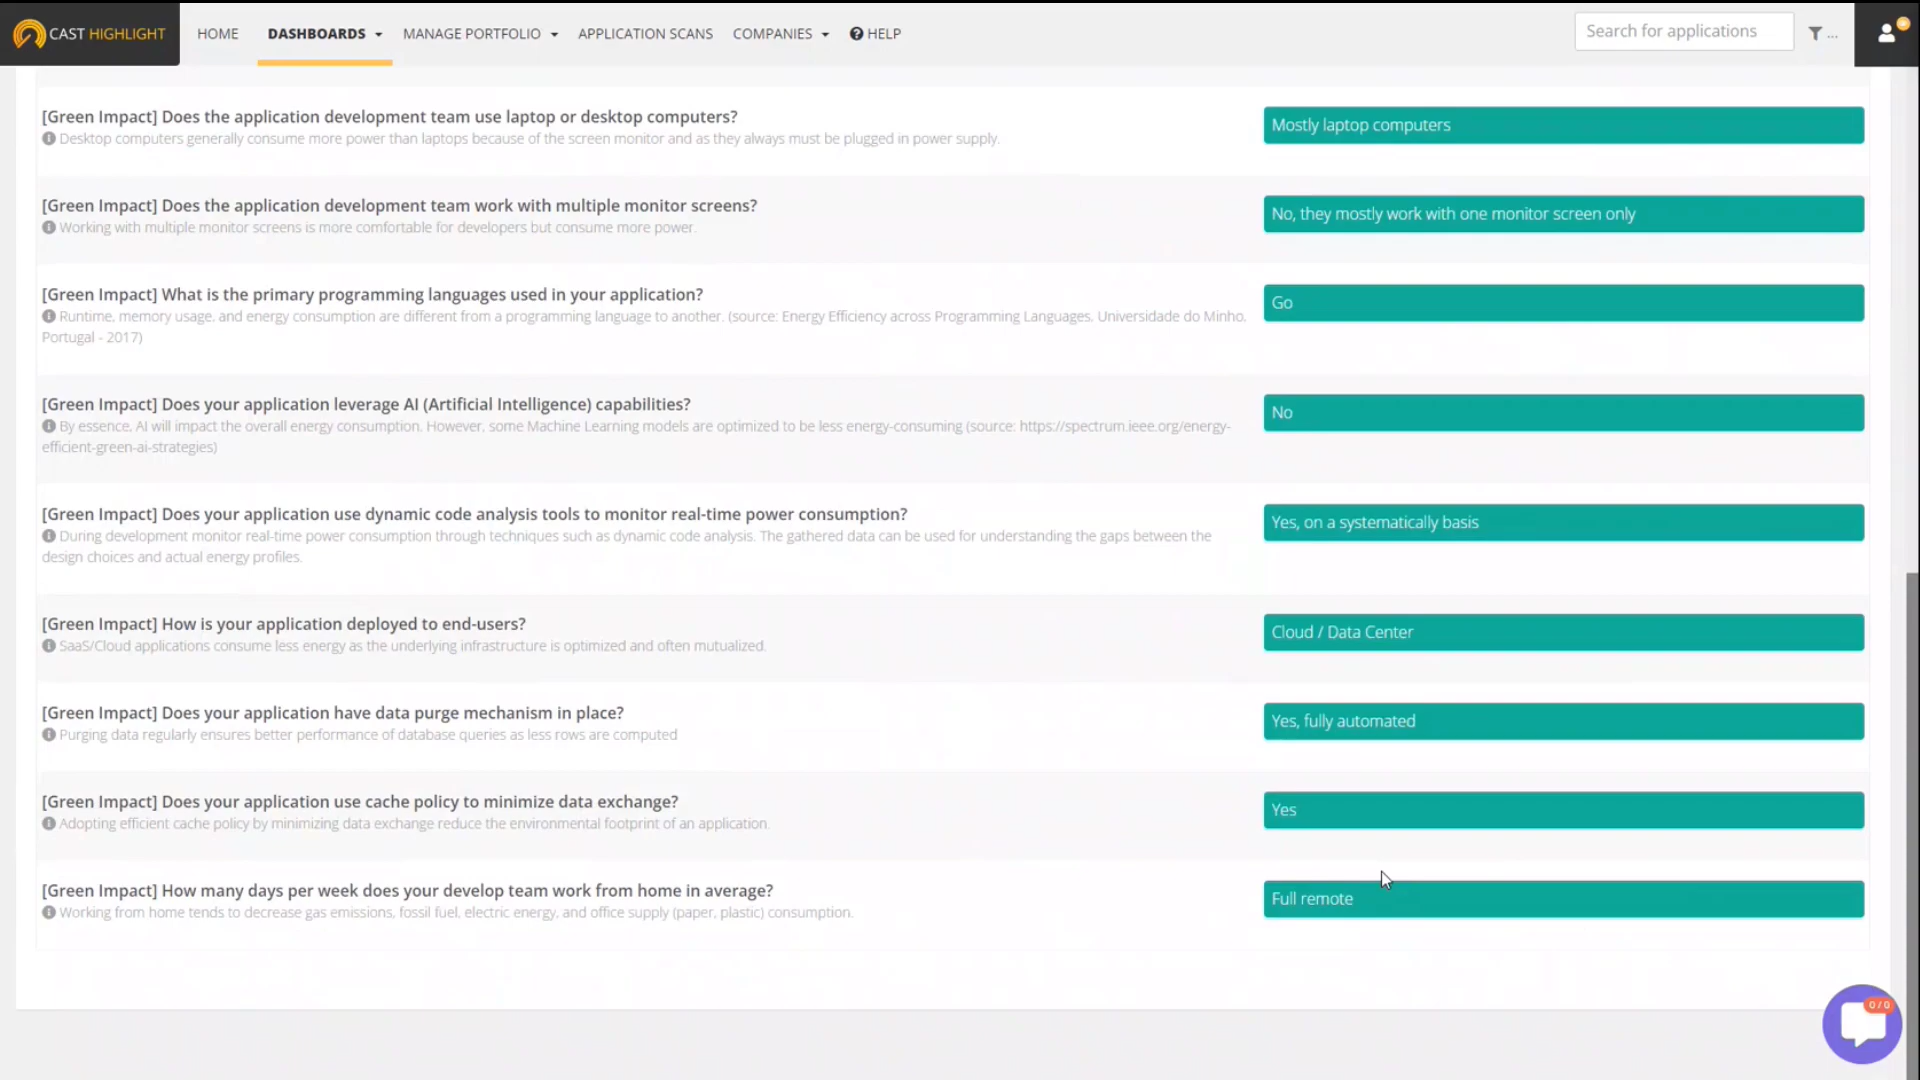 CAST HIGHLIGHT HOME DASHBOARDS MANAGE PORTFOLIO APPLICATION SCANS COMPANIES HELP Search for applications ...
[Green Impact] Does the application development team use laptop or desktop computers? Mostly laptop computers
Desktop computers generally consume more power than laptops because of the screen monitor and as they always must be plugged in power supply.
[Green Impact] Does the application development team work with multiple monitor screens? No, they mostly work with one monitor screen only
Working with multiple monitor screens is more comfortable for developers but consume more power.
[Green Impact] What is the primary programming languages used in your application? Go
Runtime, memory usage, and energy consumption are different from a programming language to another. (source: Energy Efficiency across Programming Languages, Universidade do Minho,
Portugal - 2017)
[Green Impact] Does your application leverage AI (Artificial Intelligence) capabilities? No
By essence, AI will impact the overall energy consumption. However, some Machine Learning models are optimized to be less energy-consuming (source: https://spectrum.ieee.org/energy-
efficient-green-ai-strategies)
[Green Impact] Does your application use dynamic code analysis tools to monitor real-time power consumption? Yes, on a systematically basis
During development monitor real-time power consumption through techniques such as dynamic code analysis. The gathered data can be used for understanding the gaps between the
design choices and actual energy profiles.
[Green Impact] How is your application deployed to end-users? Cloud / Data Center
SaaS/Cloud applications consume less energy as the underlying infrastructure is optimized and often mutualized.
[Green Impact] Does your application have data purge mechanism in place? Yes, fully automated
Purging data regularly ensures better performance of database queries as less rows are computed
[Green Impact] Does your application use cache policy to minimize data exchange? Yes
Adopting efficient cache policy by minimizing data exchange reduce the environmental footprint of an application.
[Green Impact] How many days per week does your develop team work from home in average? Full remote
Working from home tends to decrease gas emissions, fossil fuel, electric energy, and office supply (paper, plastic) consumption.
0/0